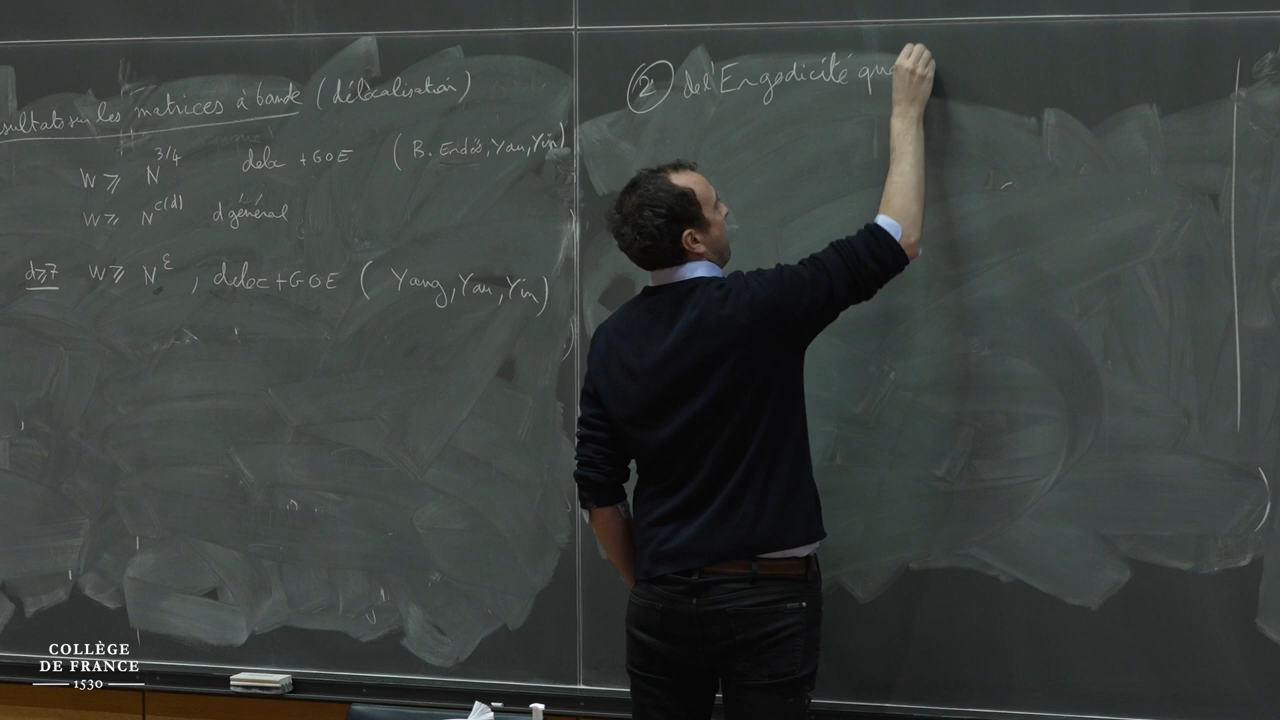 sultats sur les matrices à bande (délocalisation)
W ⩾ N^{3/4} deloc + GOE (B. Erdős, Yau, Yin)
W ⩾ N^{c(d)} d général
d⩾7 W ⩾ N^ε, deloc + GOE (Yang, Yau, Yin)
② de l'Ergodicité qua
COLLÈGE
DE FRANCE
1530